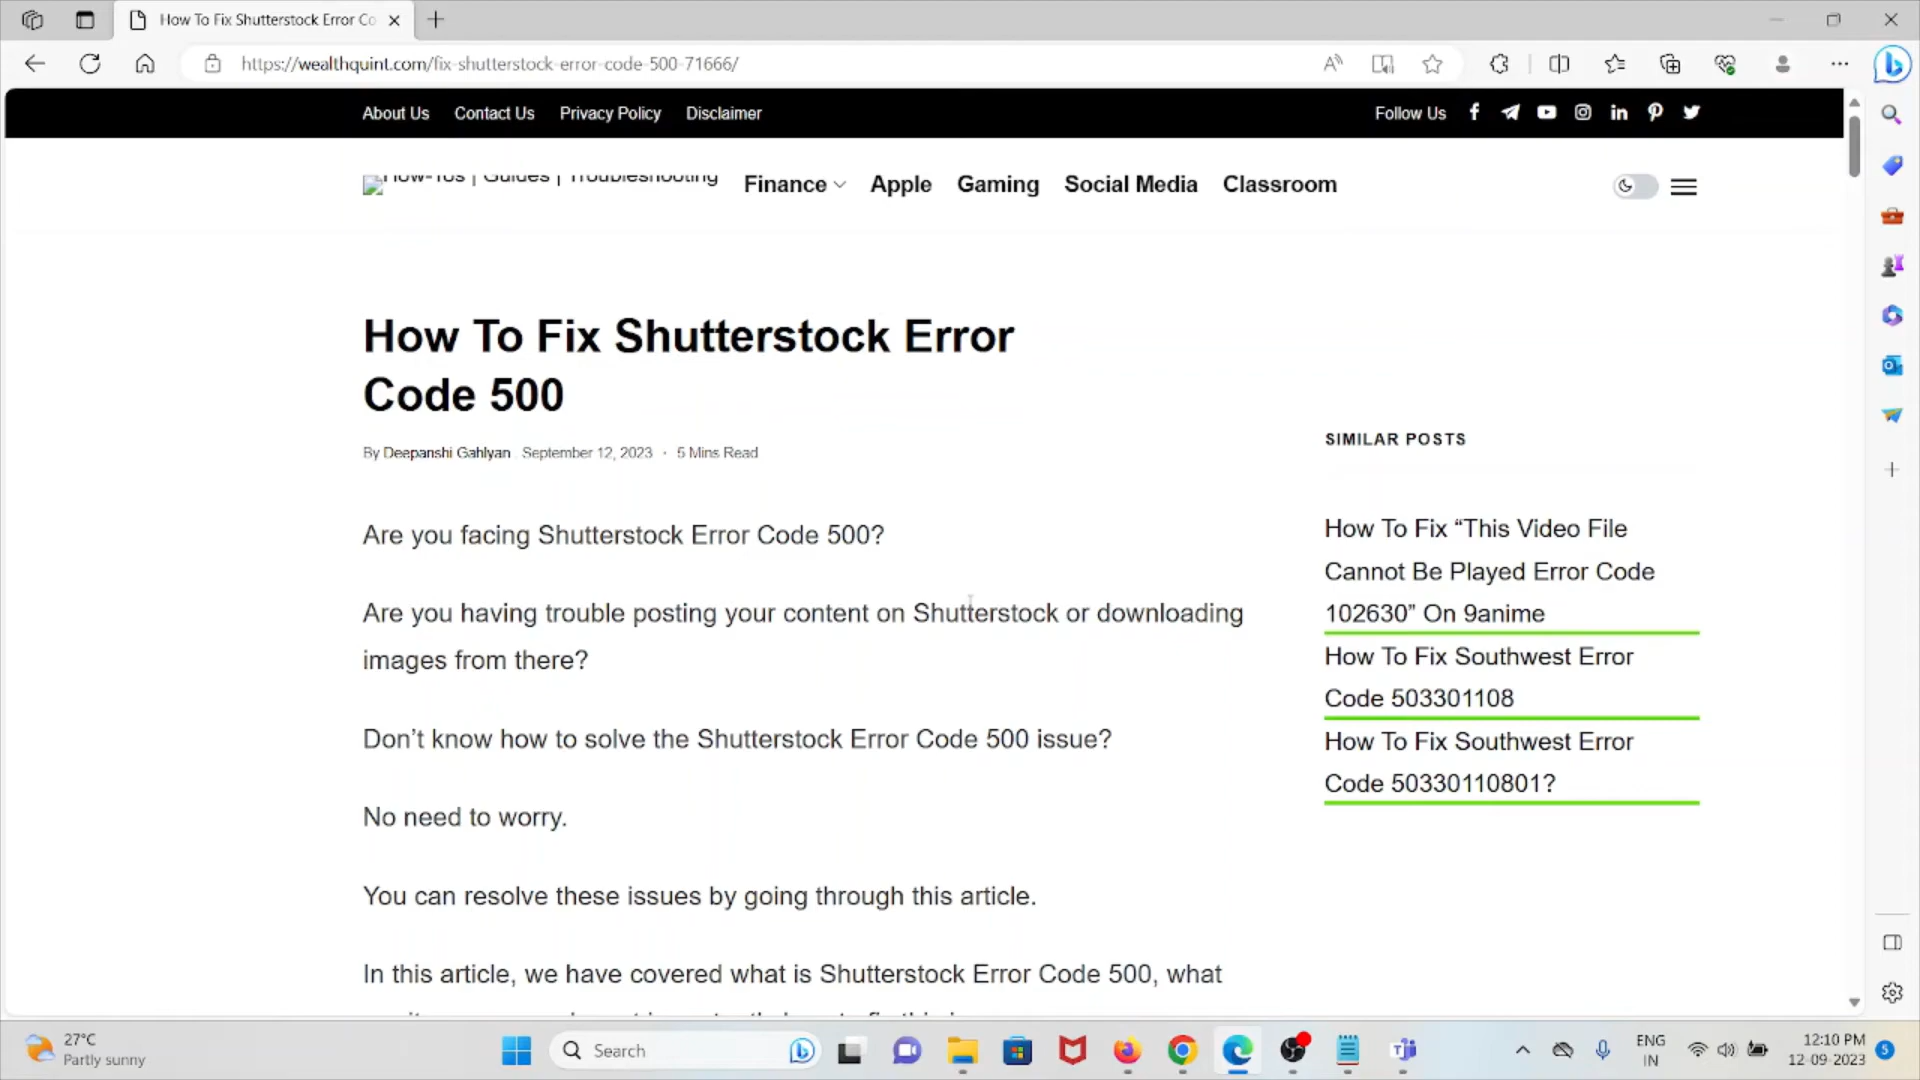 How To Fix Shutterstock Error Co
https://wealthquint.com/fix-shutterstock-error-code-500-71666/
About Us Contact Us Privacy Policy Disclaimer Follow Us
How-Tos | Guides | Troubleshooting Finance Apple Gaming Social Media Classroom
How To Fix Shutterstock Error
Code 500
By Deepanshi Gahlyan September 12, 2023 • 5 Mins Read
Are you facing Shutterstock Error Code 500?
Are you having trouble posting your content on Shutterstock or downloading
images from there?
Don’t know how to solve the Shutterstock Error Code 500 issue?
No need to worry.
You can resolve these issues by going through this article.
In this article, we have covered what is Shutterstock Error Code 500, what
SIMILAR POSTS
How To Fix “This Video File
Cannot Be Played Error Code
102630” On 9anime
How To Fix Southwest Error
Code 503301108
How To Fix Southwest Error
Code 50330110801?
27°C
Partly sunny
Search
ENG
IN
12:10 PM
12-09-2023
5